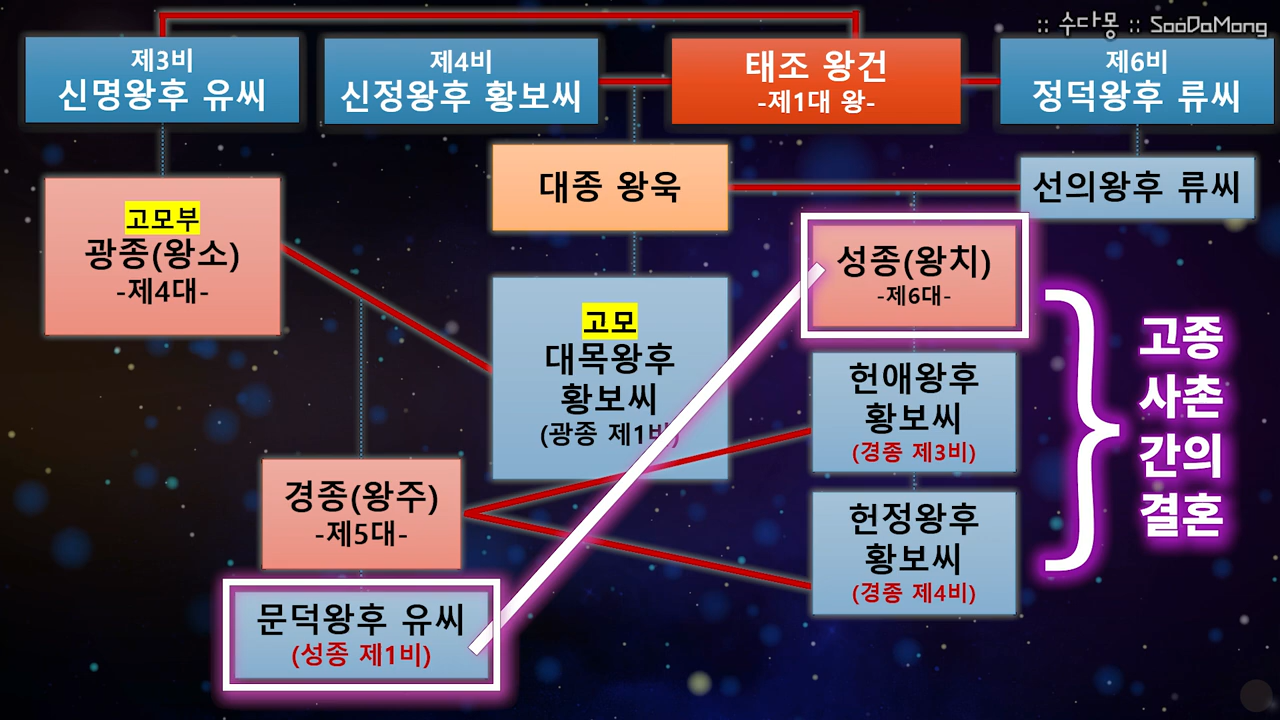 :: 수다몽 :: SooDaMong
제3비
신명왕후 유씨
제4비
신정왕후 황보씨
태조 왕건
-제1대 왕-
제6비
정덕왕후 류씨
대종 왕욱
선의왕후 류씨
고모부
광종(왕소)
-제4대-
성종(왕치)
-제6대-
고모
대목왕후
황보씨
(광종 제1비)
헌애왕후
황보씨
(경종 제3비)
고종
사촌
간의
결혼
경종(왕주)
-제5대-
헌정왕후
황보씨
(경종 제4비)
문덕왕후 유씨
(성종 제1비)